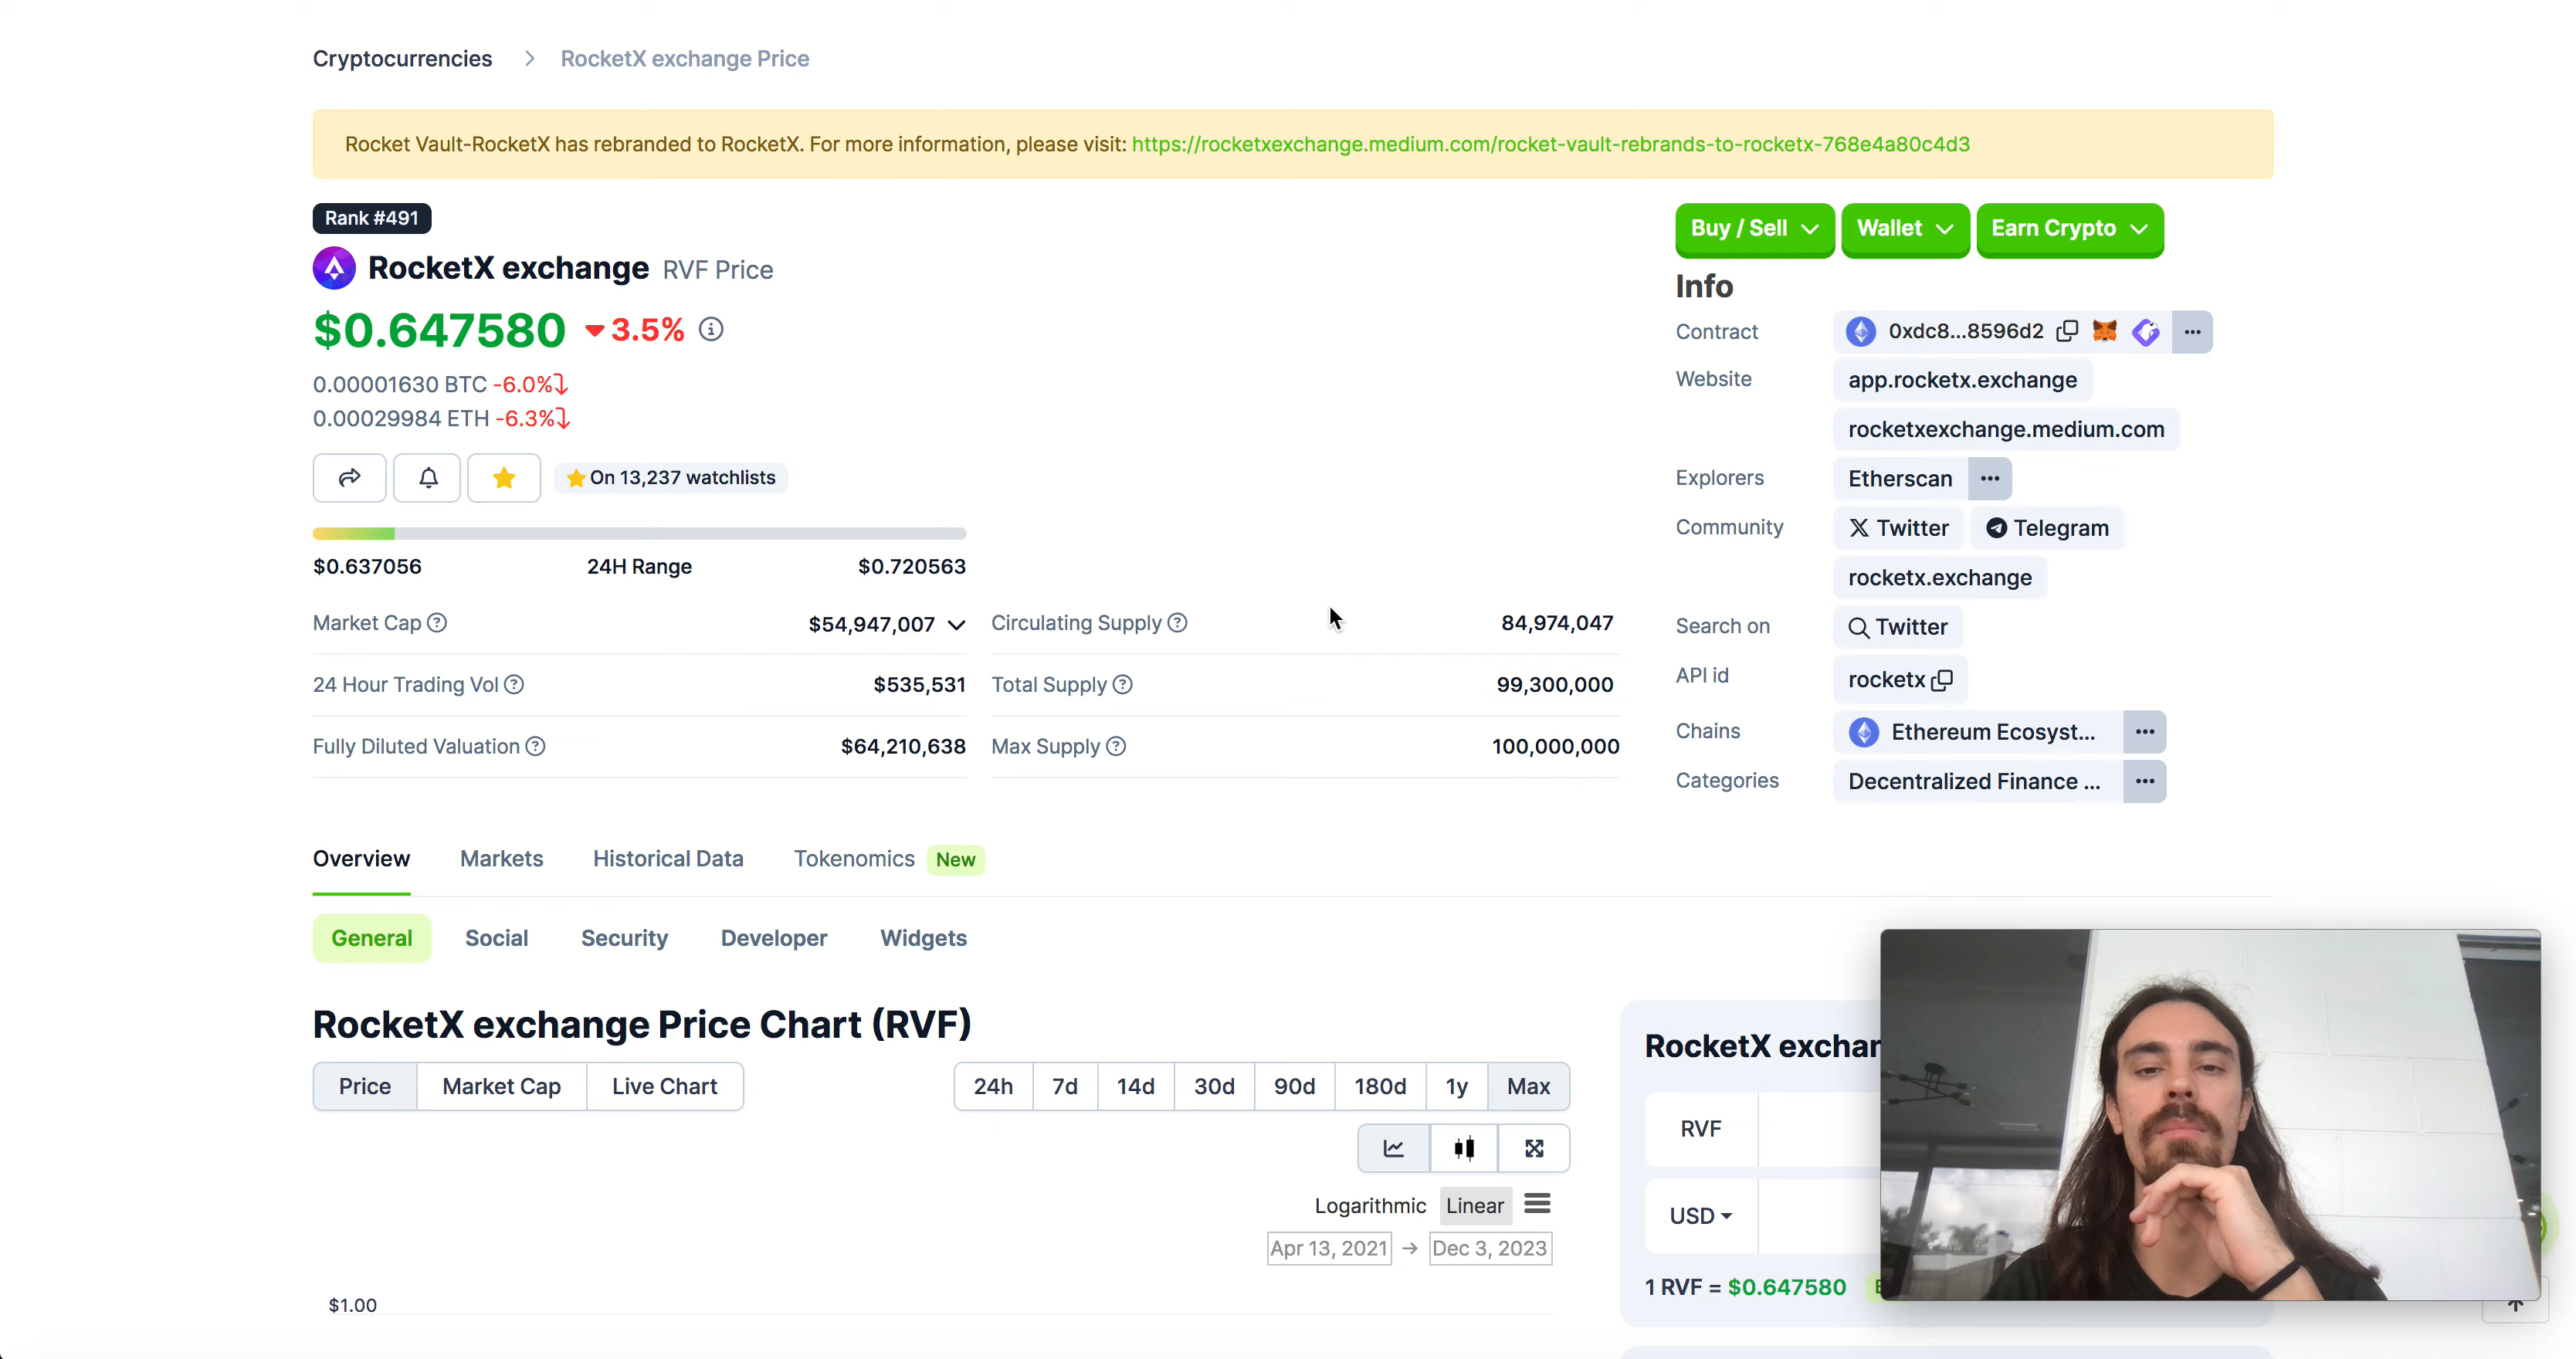 Cryptocurrencies > RocketX exchange Price
Rocket Vault-RocketX has rebranded to RocketX. For more information, please visit: https://rocketxexchange.medium.com/rocket-vault-rebrands-to-rocketx-768e4a80c4d3
Rank #491
RocketX exchange RVF Price
$0.647580 3.5%
0.00001630 BTC -6.0%
0.00029984 ETH -6.3%
On 13,237 watchlists
$0.637056 24H Range $0.720563
Market Cap $54,947,007
24 Hour Trading Vol $535,531
Fully Diluted Valuation $64,210,638
Circulating Supply 84,974,047
Total Supply 99,300,000
Max Supply 100,000,000
Buy / Sell Wallet Earn Crypto
Info
Contract 0xdc8...8596d2 ...
Website app.rocketx.exchange
rocketxexchange.medium.com
Explorers Etherscan ...
Community Twitter Telegram
rocketx.exchange
Search on Twitter
API id rocketx
Chains Ethereum Ecosyst... ...
Categories Decentralized Finance ... ...
Overview Markets Historical Data Tokenomics New
General Social Security Developer Widgets
RocketX exchange Price Chart (RVF)
Price Market Cap Live Chart
24h 7d 14d 30d 90d 180d 1y Max
Logarithmic Linear
Apr 13, 2021 → Dec 3, 2023
$1.00
RocketX exchan
RVF
USD
1 RVF = $0.647580